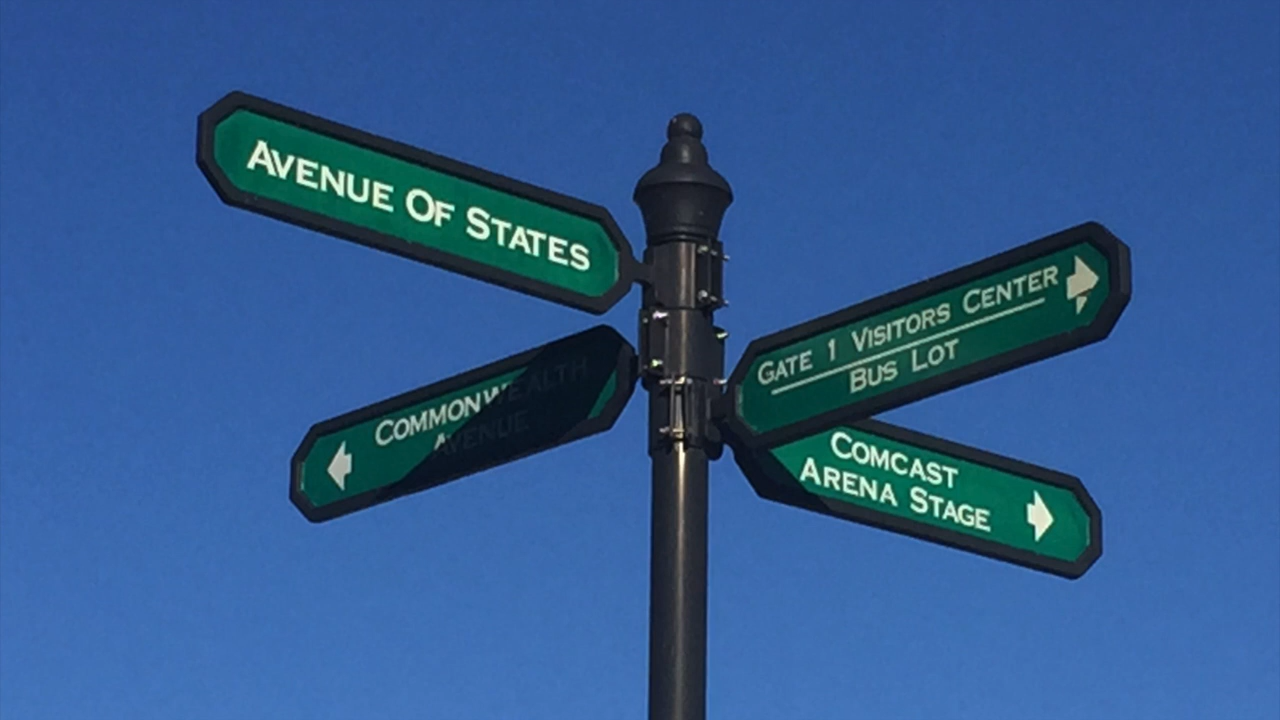 AVENUE OF STATES
GATE 1 VISITORS CENTER
BUS LOT
COMMONWEALTH
AVENUE
COMCAST
ARENA STAGE